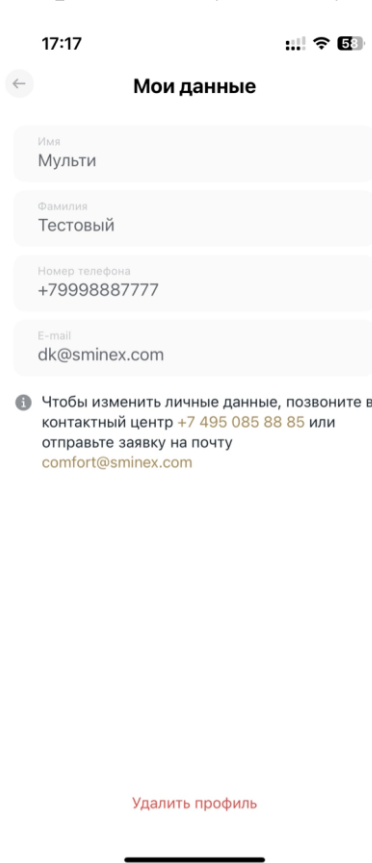 17:17
58
Мои данные
Имя
Мульти
Фамилия
Тестовый
Номер телефона
+79998887777
E-mail
dk@sminex.com
Чтобы изменить личные данные, позвоните в
контактный центр +7 495 085 88 85 или
отправьте заявку на почту
comfort@sminex.com
Удалить профиль